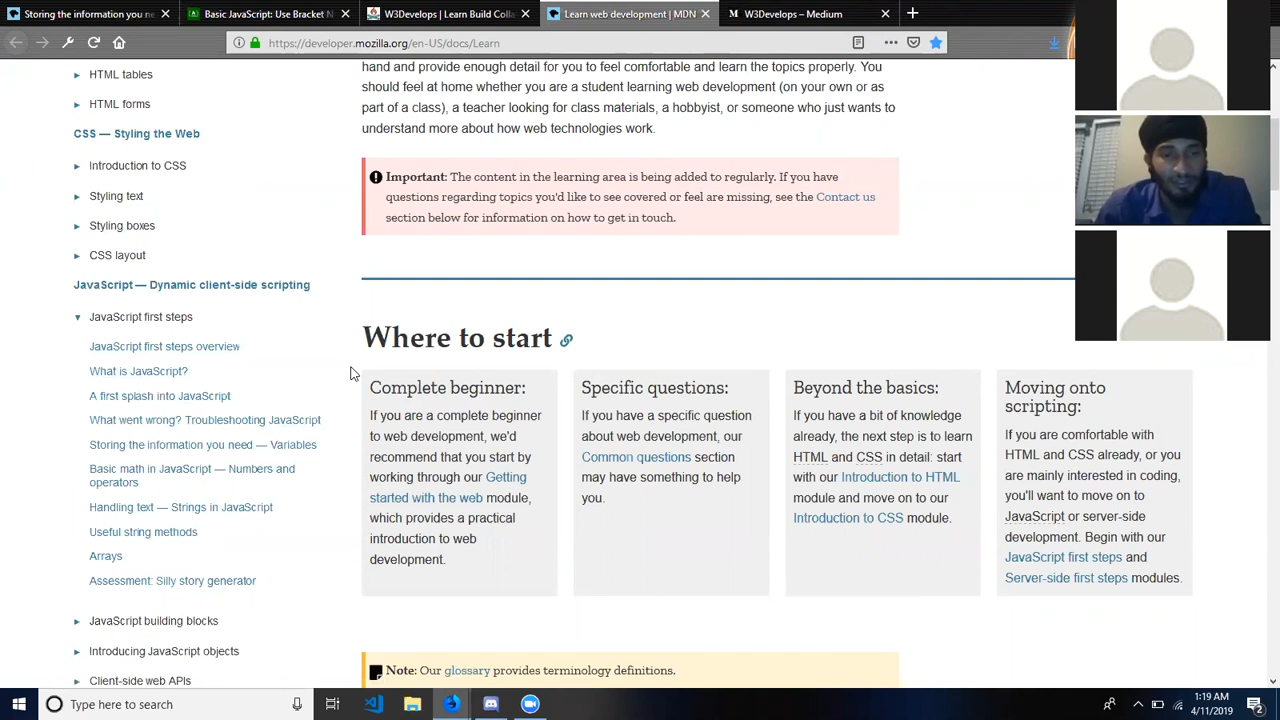 Storing the information you ne
Basic JavaScript: Use Bracket N
W3Develops | Learn Build Collab
Learn web development | MDN
W3Develops – Medium
https://developer.mozilla.org/en-US/docs/Learn
HTML tables
HTML forms
CSS — Styling the Web
Introduction to CSS
Styling text
Styling boxes
CSS layout
JavaScript — Dynamic client-side scripting
JavaScript first steps
JavaScript first steps overview
What is JavaScript?
A first splash into JavaScript
What went wrong? Troubleshooting JavaScript
Storing the information you need — Variables
Basic math in JavaScript — Numbers and
operators
Handling text — Strings in JavaScript
Useful string methods
Arrays
Assessment: Silly story generator
JavaScript building blocks
Introducing JavaScript objects
Client-side web APIs
hand and provide enough detail for you to feel comfortable and learn the topics properly. You
should feel at home whether you are a student learning web development (on your own or as
part of a class), a teacher looking for class materials, a hobbyist, or someone who just wants to
understand more about how web technologies work.
Important: The content in the learning area is being added to regularly. If you have
questions regarding topics you'd like to see covered or feel are missing, see the Contact us
section below for information on how to get in touch.
Where to start
Complete beginner:
If you are a complete beginner
to web development, we'd
recommend that you start by
working through our Getting
started with the web module,
which provides a practical
introduction to web
development.
Specific questions:
If you have a specific question
about web development, our
Common questions section
may have something to help
you.
Beyond the basics:
If you have a bit of knowledge
already, the next step is to learn
HTML and CSS in detail: start
with our Introduction to HTML
module and move on to our
Introduction to CSS module.
Moving onto
scripting:
If you are comfortable with
HTML and CSS already, or you
are mainly interested in coding,
you'll want to move on to
JavaScript or server-side
development. Begin with our
JavaScript first steps and
Server-side first steps modules.
Note: Our glossary provides terminology definitions.
Type here to search
1:19 AM
4/11/2019
2